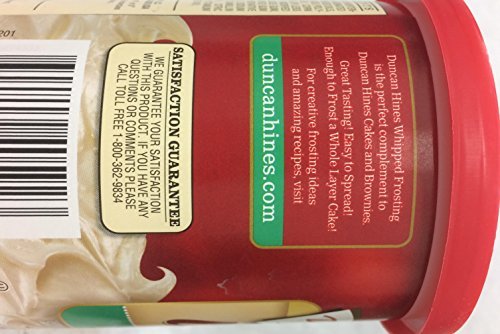 Duncan Hines Whipped Frosting
is the perfect complement to
Duncan Hines Cakes and Brownies.
Great Tasting! Easy to Spread!
Enough to Frost a Whole Layer Cake!
For creative frosting ideas
and amazing recipes, visit
duncanhines.com
SATISFACTION GUARANTEE
WE GUARANTEE YOUR SATISFACTION
WITH THIS PRODUCT. IF YOU HAVE ANY
QUESTIONS OR COMMENTS PLEASE
CALL TOLL FREE 1-800-362-9834
201